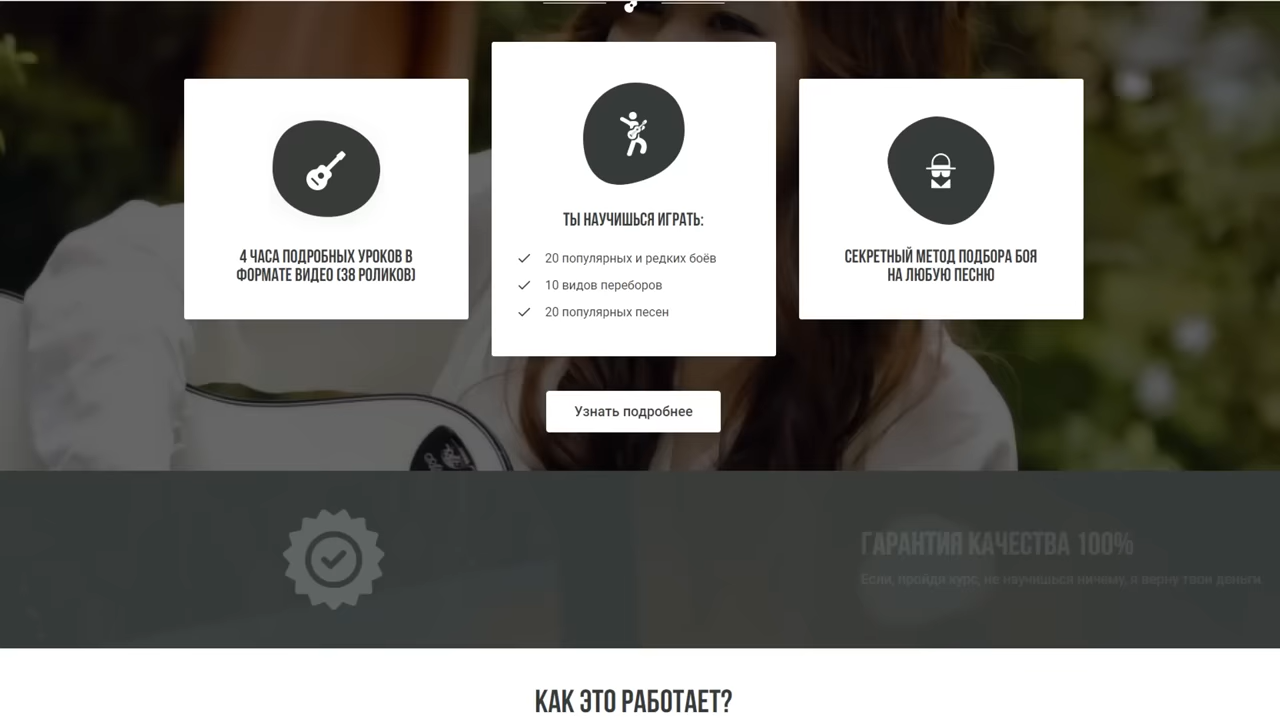 4 ЧАСА ПОДРОБНЫХ УРОКОВ В
ФОРМАТЕ ВИДЕО (38 РОЛИКОВ)
ТЫ НАУЧИШЬСЯ ИГРАТЬ:
20 популярных и редких боёв
10 видов переборов
20 популярных песен
СЕКРЕТНЫЙ МЕТОД ПОДБОРА БОЯ
НА ЛЮБУЮ ПЕСНЮ
Узнать подробнее
ГАРАНТИЯ КАЧЕСТВА 100%
Если, пройдя курс, не научишься ничему, я верну твои деньги
КАК ЭТО РАБОТАЕТ?